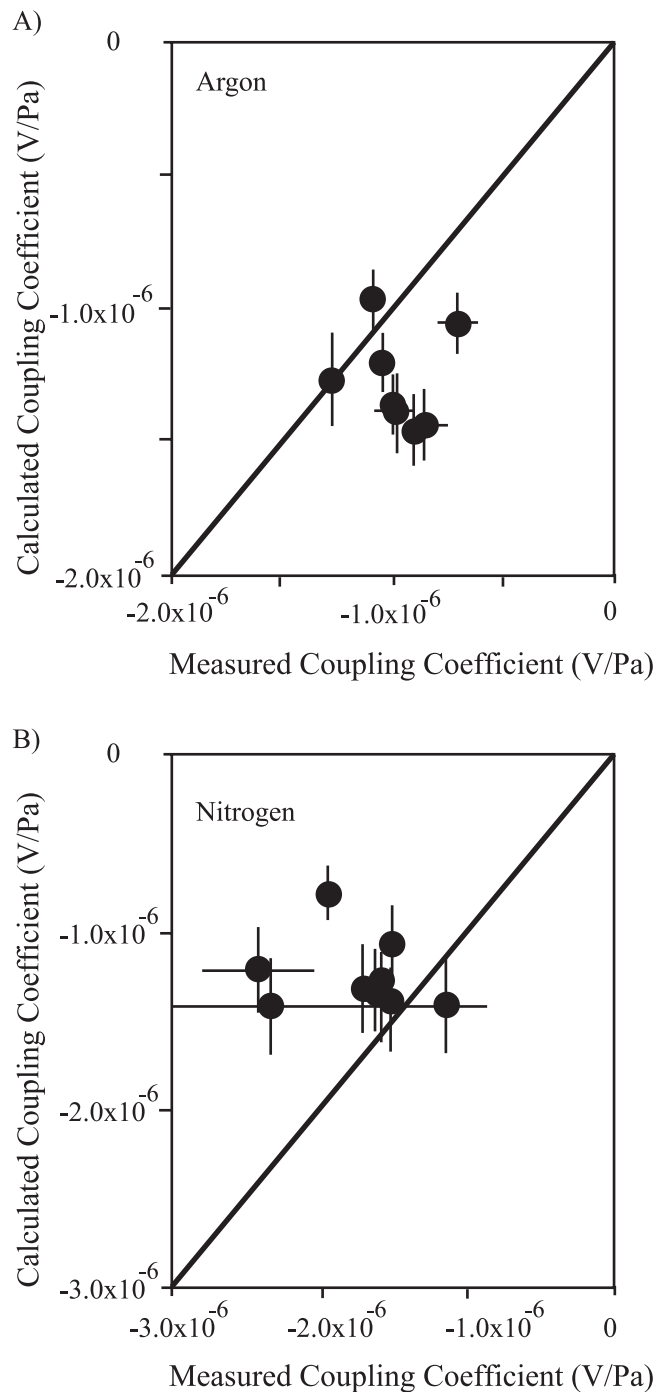 A)
0
Argon
-1.0x10⁻⁶
-2.0x10⁻⁶
Calculated Coupling Coefficient (V/Pa)
-2.0x10⁻⁶ -1.0x10⁻⁶ 0
Measured Coupling Coefficient (V/Pa)
B)
0
Nitrogen
-1.0x10⁻⁶
-2.0x10⁻⁶
-3.0x10⁻⁶
Calculated Coupling Coefficient (V/Pa)
-3.0x10⁻⁶ -2.0x10⁻⁶ -1.0x10⁻⁶ 0
Measured Coupling Coefficient (V/Pa)